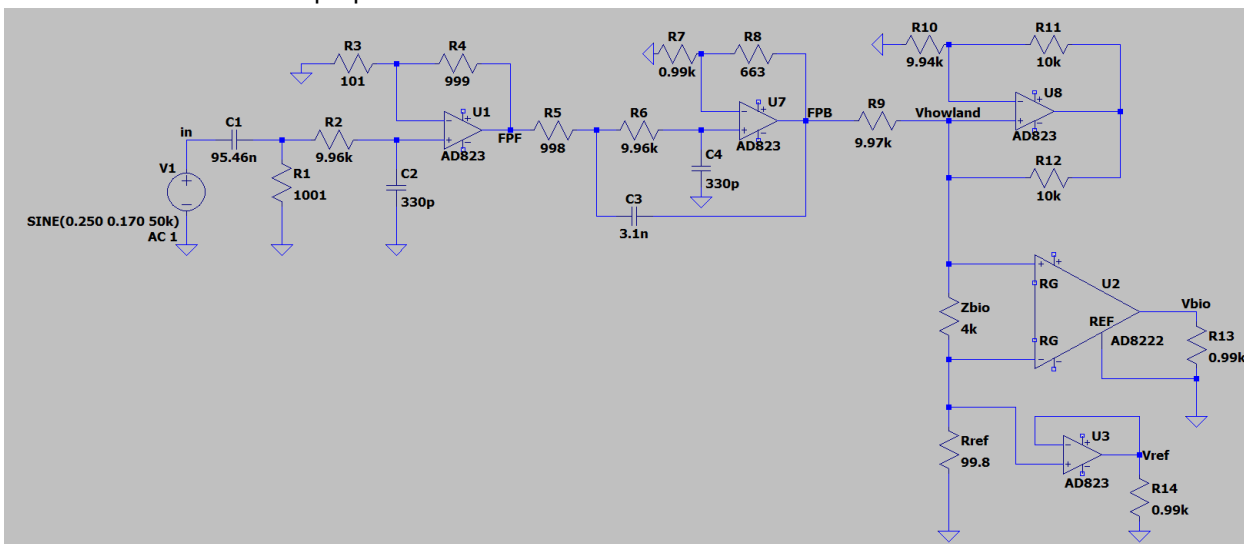 in
C1
95.46n
V1
SINE(0.250 0.170 50k)
AC 1
R1
1001
R2
9.96k
C2
330p
R3
101
R4
999
U1
AD823
FPF
R5
998
R6
9.96k
C3
3.1n
C4
330p
R7
0.99k
R8
663
U7
AD823
FPB
R9
9.97k
Vhowland
R10
9.94k
R11
10k
U8
AD823
R12
10k
Zbio
4k
RG
RG
U2
REF
AD8222
Vbio
R13
0.99k
Rref
99.8
U3
AD823
Vref
R14
0.99k